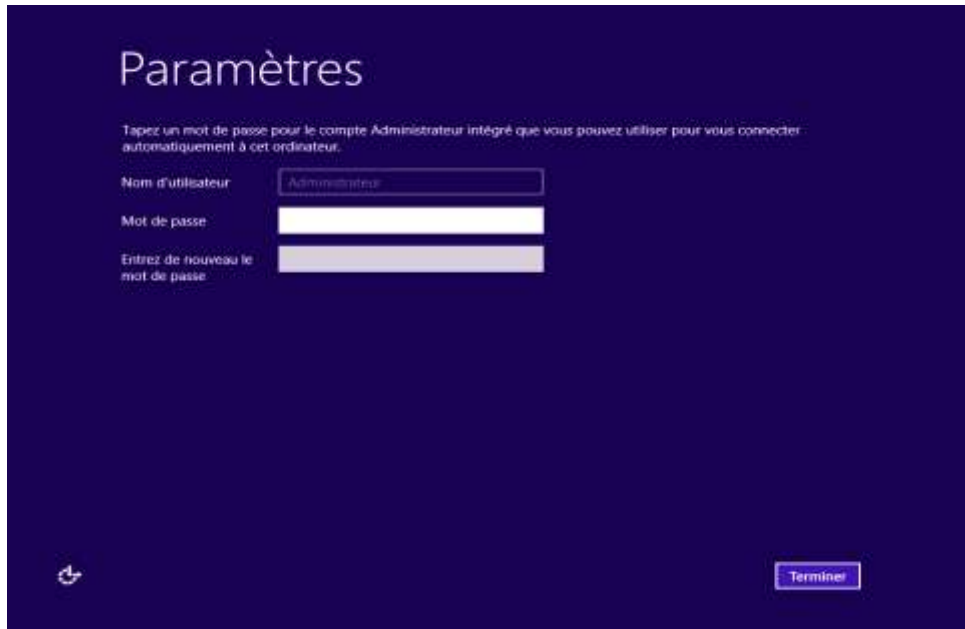 Paramètres
Tapez un mot de passe pour le compte Administrateur intégré que vous pouvez utiliser pour vous connecter
automatiquement à cet ordinateur.
Nom d'utilisateur
Administrateur
Mot de passe
Entrez de nouveau le
mot de passe
Terminer